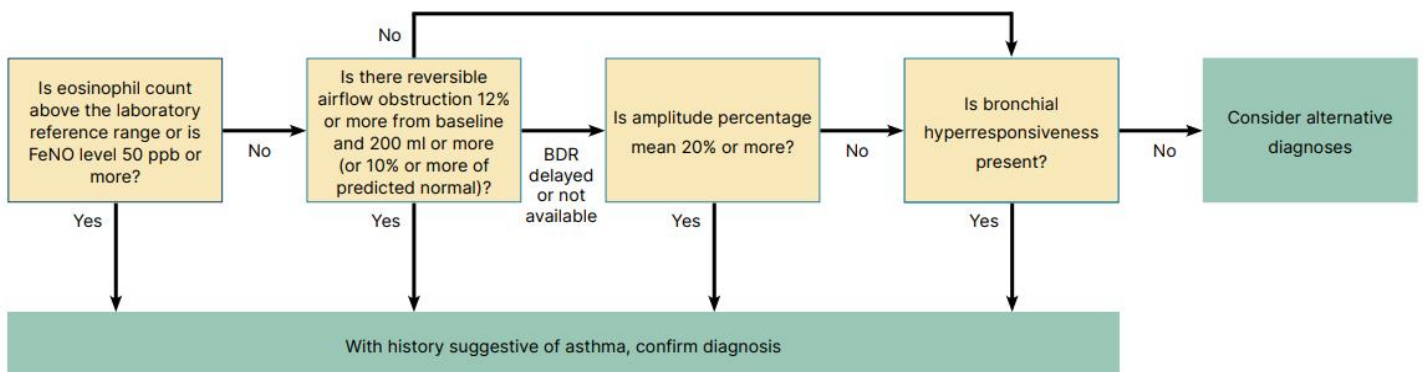 No
Is eosinophil count
above the laboratory
reference range or is
FeNO level 50 ppb or
more?
No
Yes
Is there reversible
airflow obstruction 12%
or more from baseline
and 200 ml or more
(or 10% or more of
predicted normal)?
BDR
delayed
or not
available
Yes
Is amplitude percentage
mean 20% or more?
No
Yes
Is bronchial
hyperresponsiveness
present?
No
Yes
Consider alternative
diagnoses
With history suggestive of asthma, confirm diagnosis